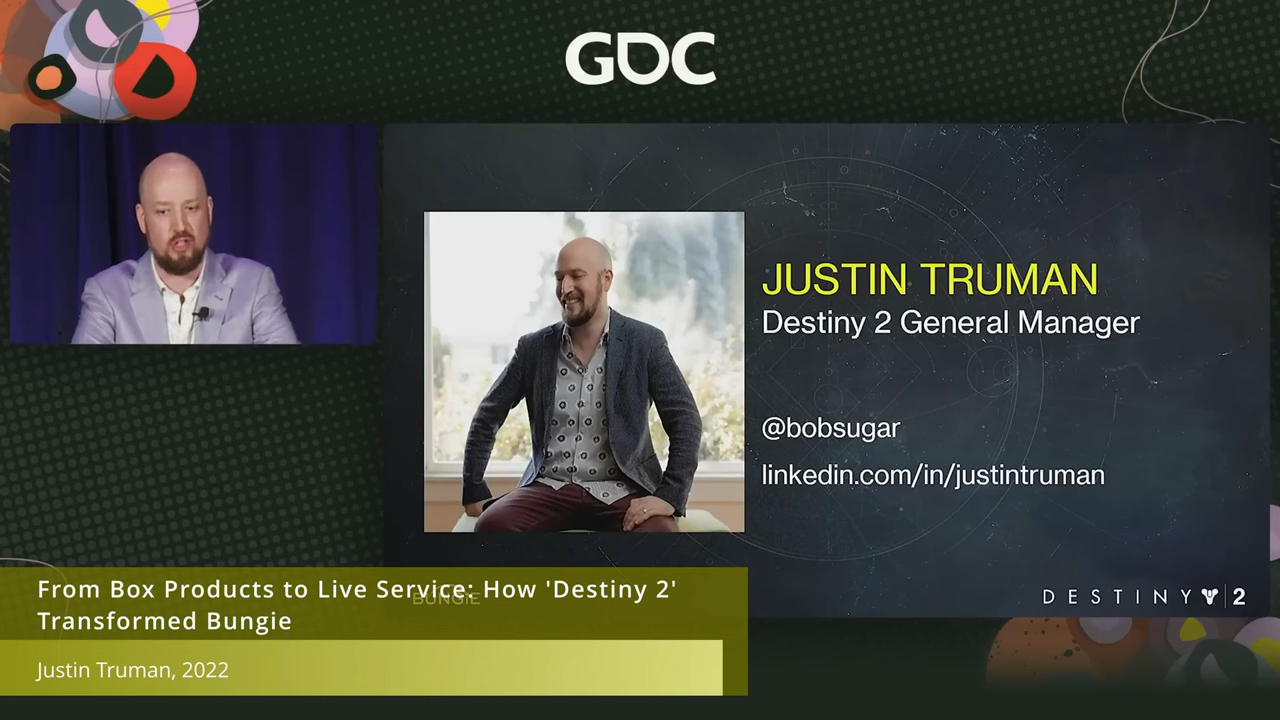 GDC
JUSTIN TRUMAN
Destiny 2 General Manager
@bobsugar
linkedin.com/in/justintruman
BUNGIE
DESTINY 2
From Box Products to Live Service: How 'Destiny 2'
Transformed Bungie
Justin Truman, 2022